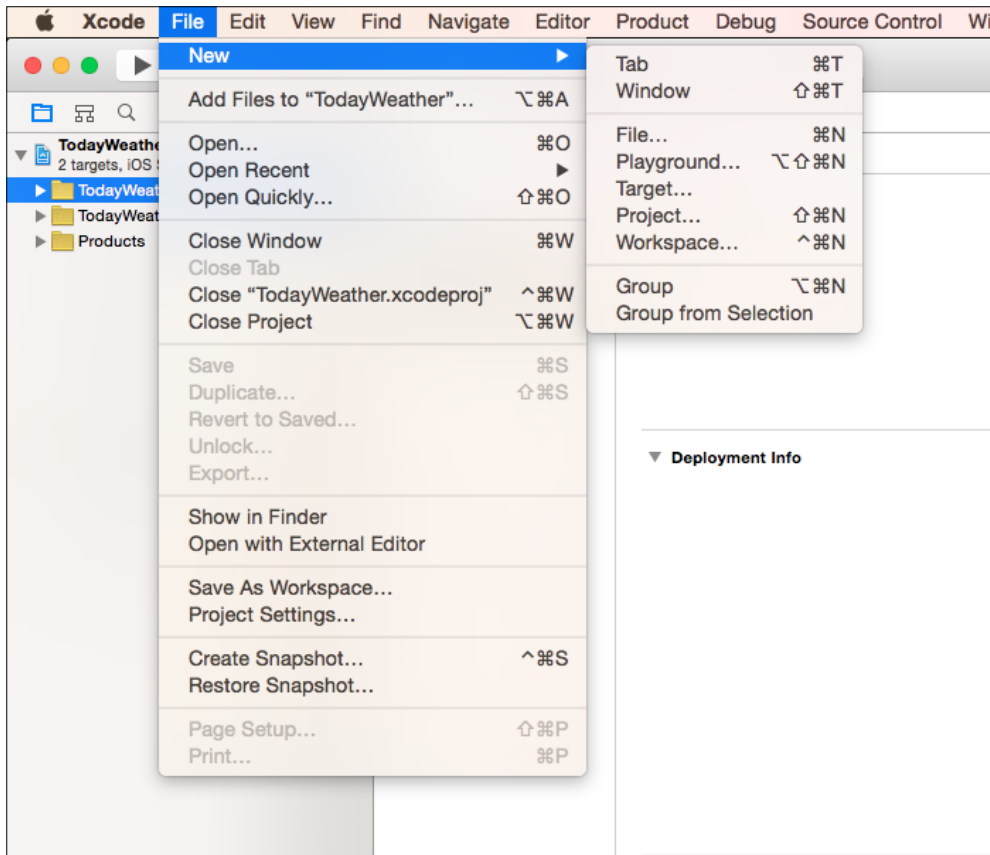 Xcode File Edit View Find Navigate Editor Product Debug Source Control Wi
New
Add Files to “TodayWeather”... ⌥⌘A
Open... ⌘O
Open Recent
Open Quickly... ⇧⌘O
Close Window ⌘W
Close Tab
Close “TodayWeather.xcodeproj” ^⌘W
Close Project ⌥⌘W
Save ⌘S
Duplicate... ⇧⌘S
Revert to Saved...
Unlock...
Export...
Show in Finder
Open with External Editor
Save As Workspace...
Project Settings...
Create Snapshot... ^⌘S
Restore Snapshot...
Page Setup... ⇧⌘P
Print... ⌘P
Tab ⌘T
Window ⇧⌘T
File... ⌘N
Playground... ⌥⇧⌘N
Target...
Project... ⇧⌘N
Workspace... ^⌘N
Group ⌥⌘N
Group from Selection
TodayWeathe
2 targets, iOS
TodayWeat
TodayWeat
Products
Deployment Info